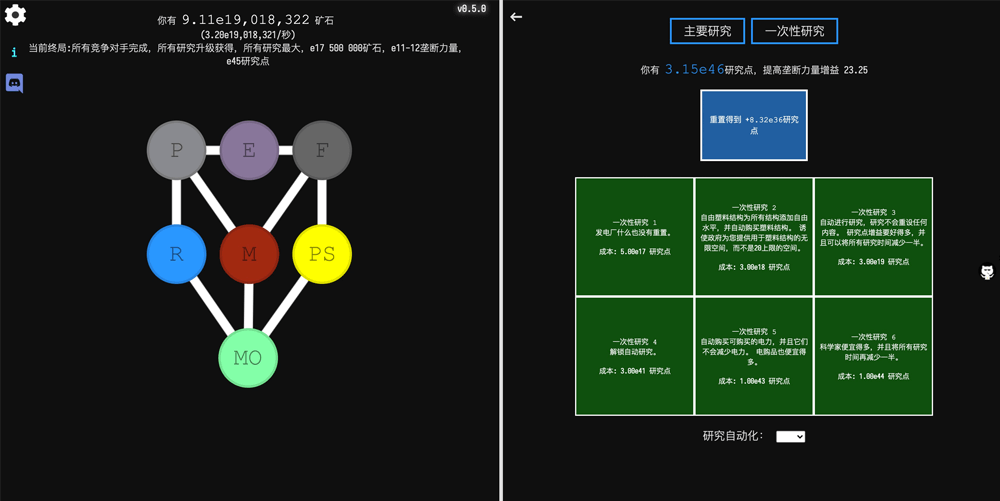 v0.5.0
你有 9.11e19,018,322 矿石
(3.20e19,018,321/秒)
当前终局:所有竞争对手完成，所有研究升级获得，所有研究最大，e17 500 000矿石，e11-12垄断力量，
e45研究点
i
P
E
F
R
M
PS
MO
主要研究
一次性研究
你有 3.15e46研究点，提高垄断力量增益 23.25
重置得到 +8.32e36研究
点
一次性研究 1
发电厂什么也没有重置。
成本: 5.00e17 研究点
一次性研究 2
自由塑料结构为所有结构添加自由
水平，并自动购买塑料结构。 诱
使政府为您提供用于塑料结构的无
限空间，而不是20上限的空间。
成本: 3.00e18 研究点
一次性研究 3
自动进行研究，研究不会重设任何
内容。 研究点增益要好得多，并
且可以将所有研究时间减少一半。
成本: 3.00e19 研究点
一次性研究 4
解锁自动研究。
成本: 3.00e41 研究点
一次性研究 5
自动购买可购买的电力，并且它们
不会减少电力。 电购品也便宜得
多。
成本: 1.00e43 研究点
一次性研究 6
科学家便宜得多，并且将所有研究
时间再减少一半。
成本: 1.00e44 研究点
研究自动化: